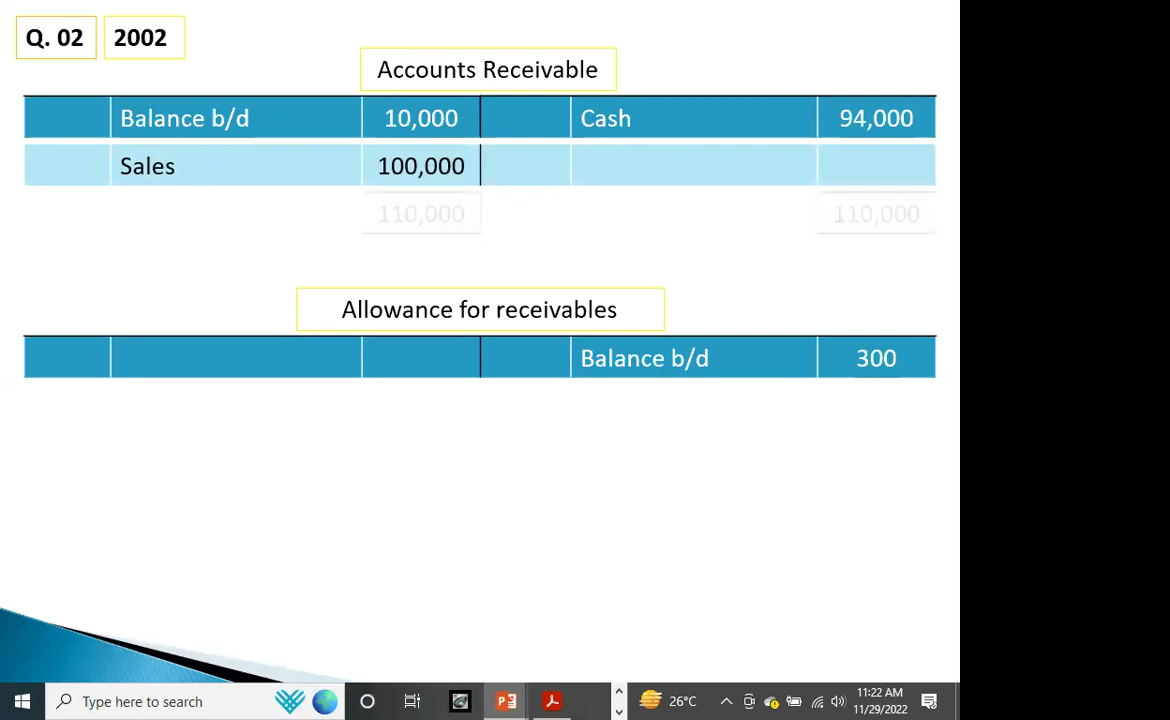 Q. 02 2002
Accounts Receivable
Balance b/d 10,000 Cash 94,000
Sales 100,000
110,000 110,000
Allowance for receivables
Balance b/d 300
Type here to search 26°C 11:22 AM
11/29/2022